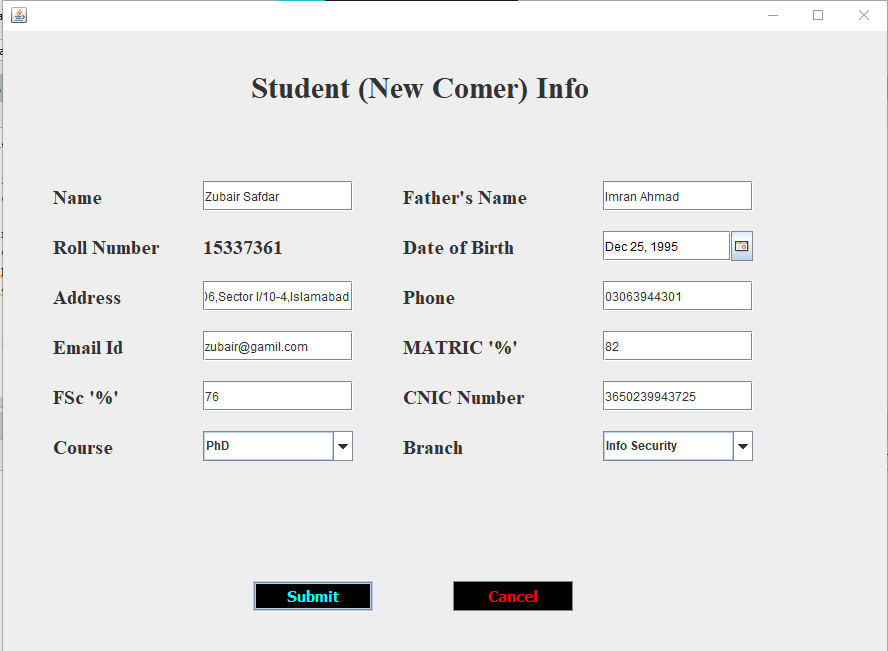 Student (New Comer) Info
Name Zubair Safdar Father's Name Imran Ahmad
Roll Number 15337361 Date of Birth Dec 25, 1995
Address 06,Sector I/10-4,Islamabad Phone 03063944301
Email Id zubair@gamil.com MATRIC '%' 82
FSc '%' 76 CNIC Number 3650239943725
Course PhD Branch Info Security
Submit Cancel